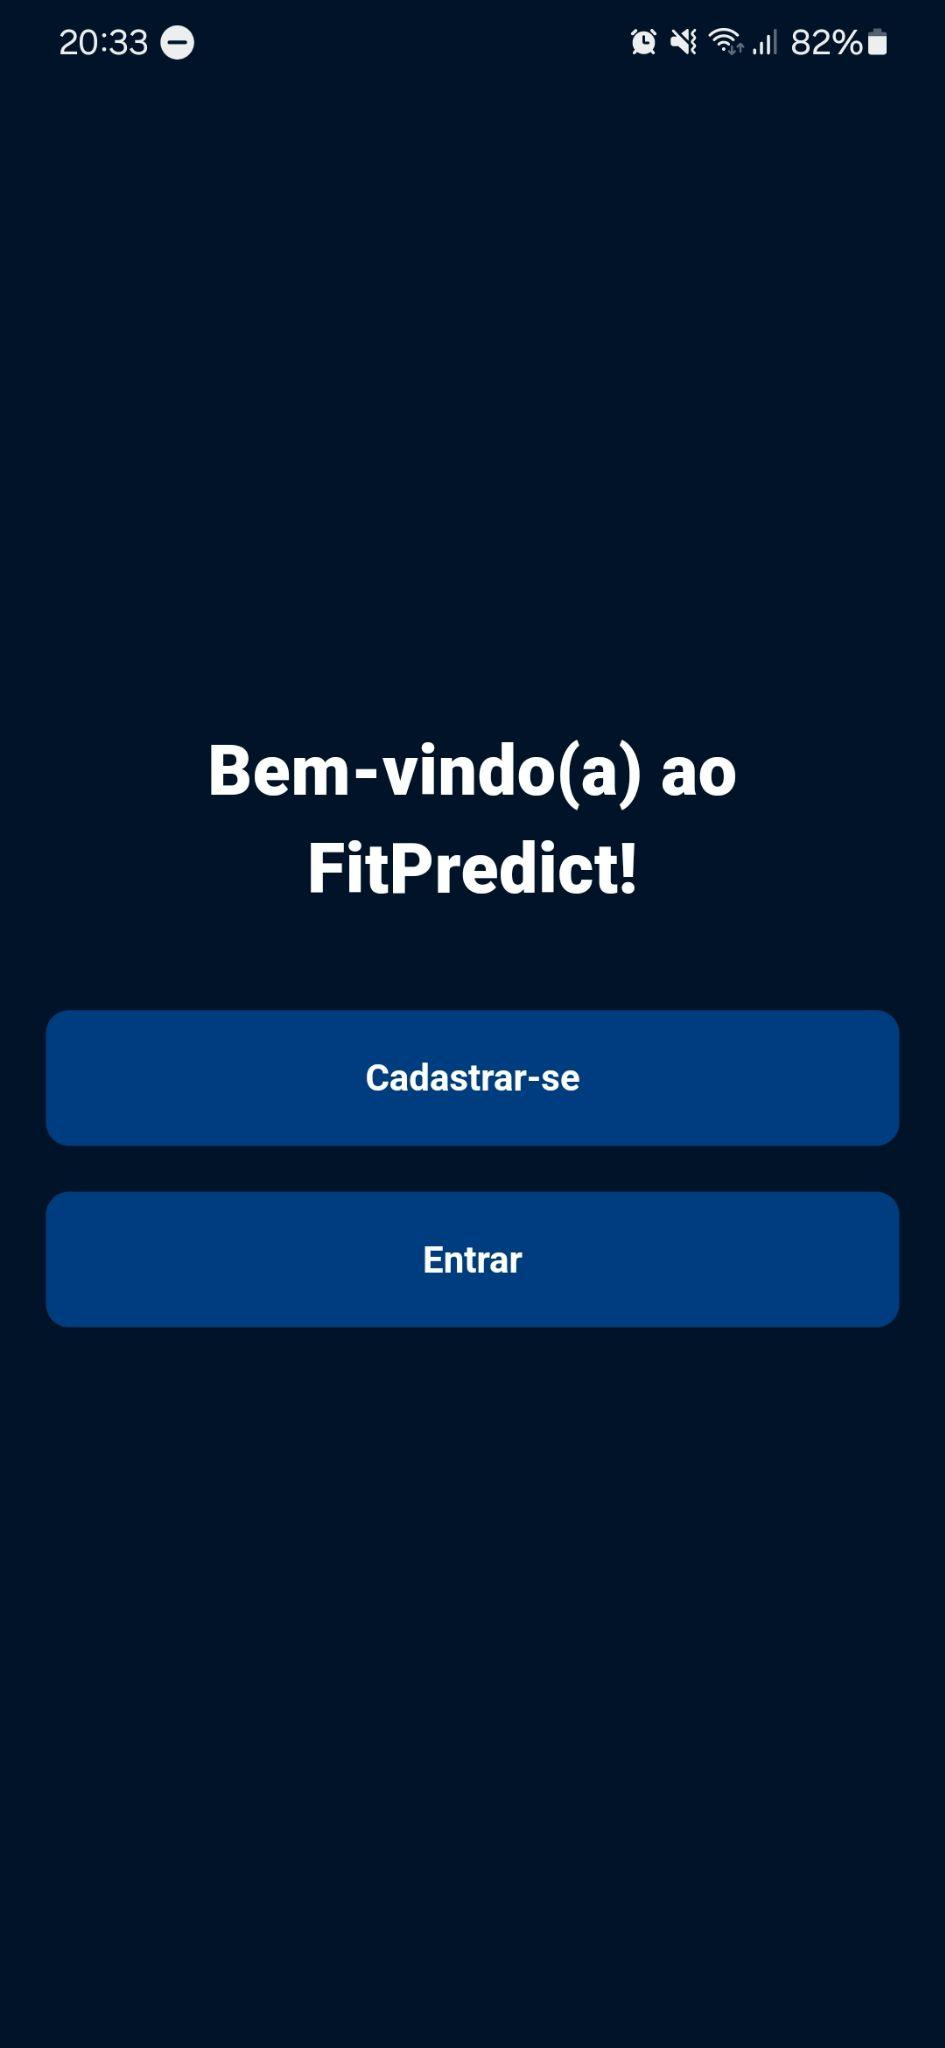 20:33 82%
Bem-vindo(a) ao
FitPredict!
Cadastrar-se
Entrar